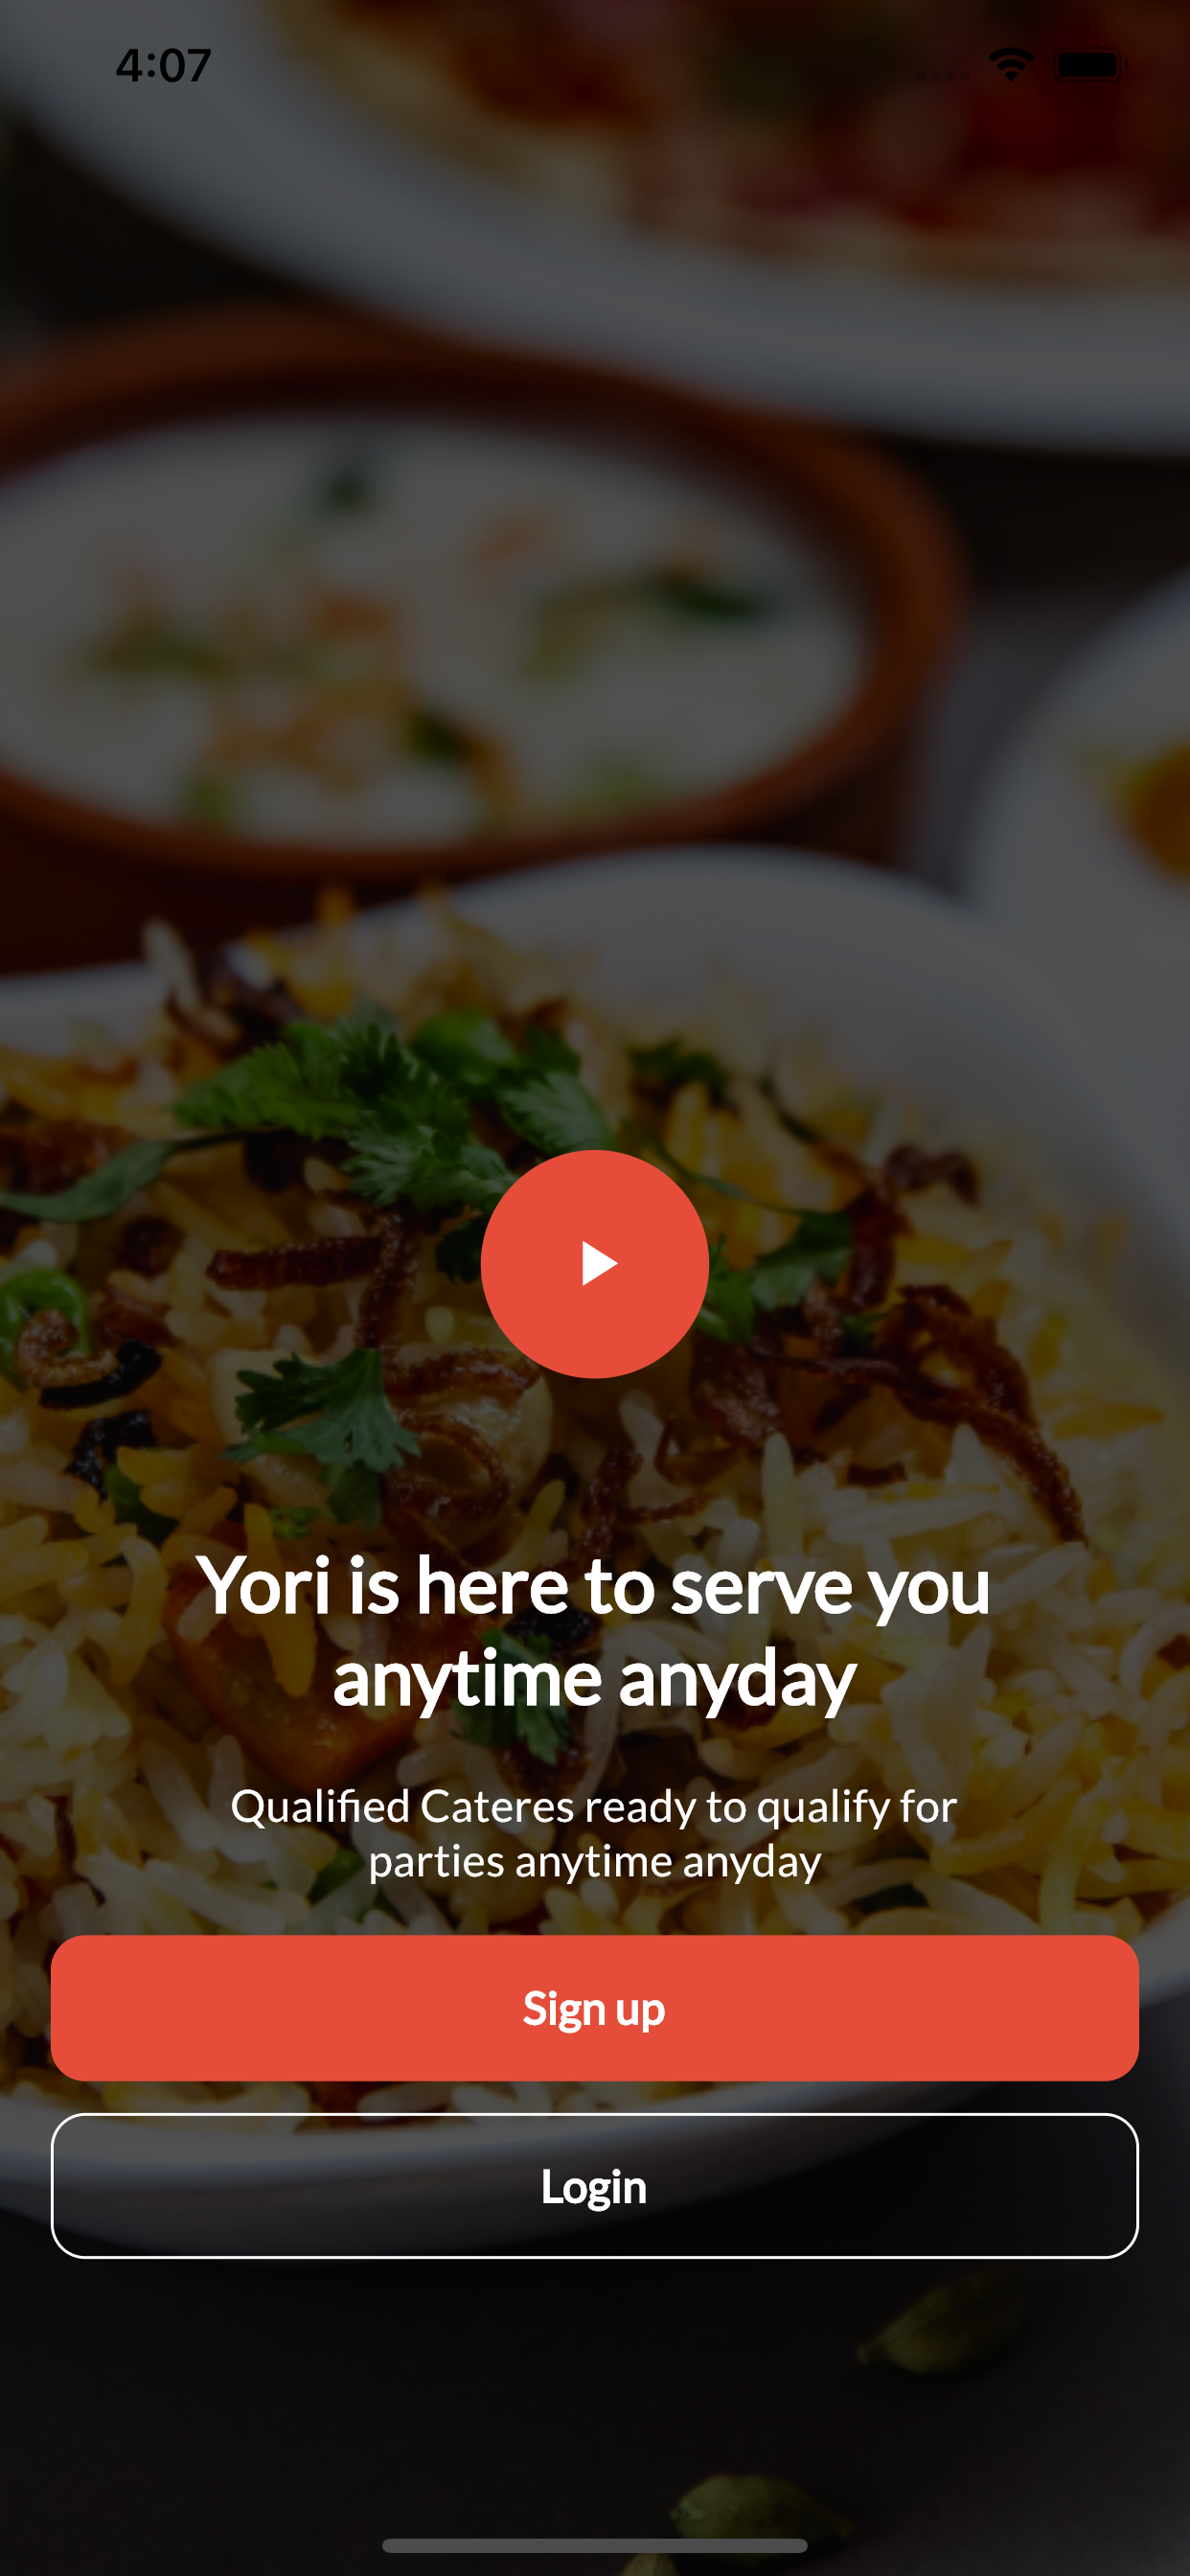 4:07
Yori is here to serve you
anytime anyday
Qualified Cateres ready to qualify for
parties anytime anyday
Sign up
Login